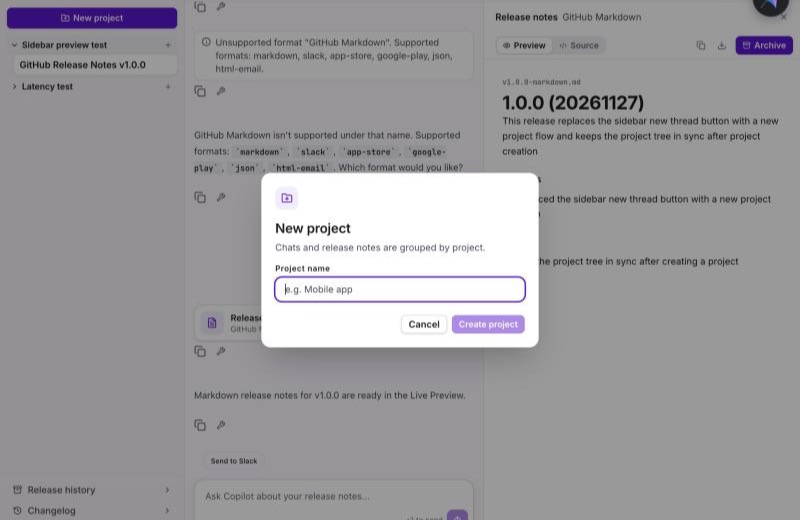 New project
Sidebar preview test
GitHub Release Notes v1.0.0
Latency test
Release history
Changelog
Unsupported format "GitHub Markdown". Supported
formats: markdown, slack, app-store, google-play, json,
html-email.
GitHub Markdown isn't supported under that name. Supported
formats: `markdown`, `slack`, `app-store`, `google-
play`, `json`, `html-email`. Which format would you like?
GitHub
Markdown release notes for v1.0.0 are ready in the Live Preview.
Send to Slack
Ask Copilot about your release notes...
New project
Chats and release notes are grouped by project.
Project name
e.g. Mobile app
Cancel
Create project
Release notes GitHub Markdown
Preview
Source
Archive
v1.0.0-markdown.md
1.0.0 (20261127)
This release replaces the sidebar new thread button with a new
project flow and keeps the project tree in sync after project
creation
the sidebar new thread button with a new project
the project tree in sync after creating a project